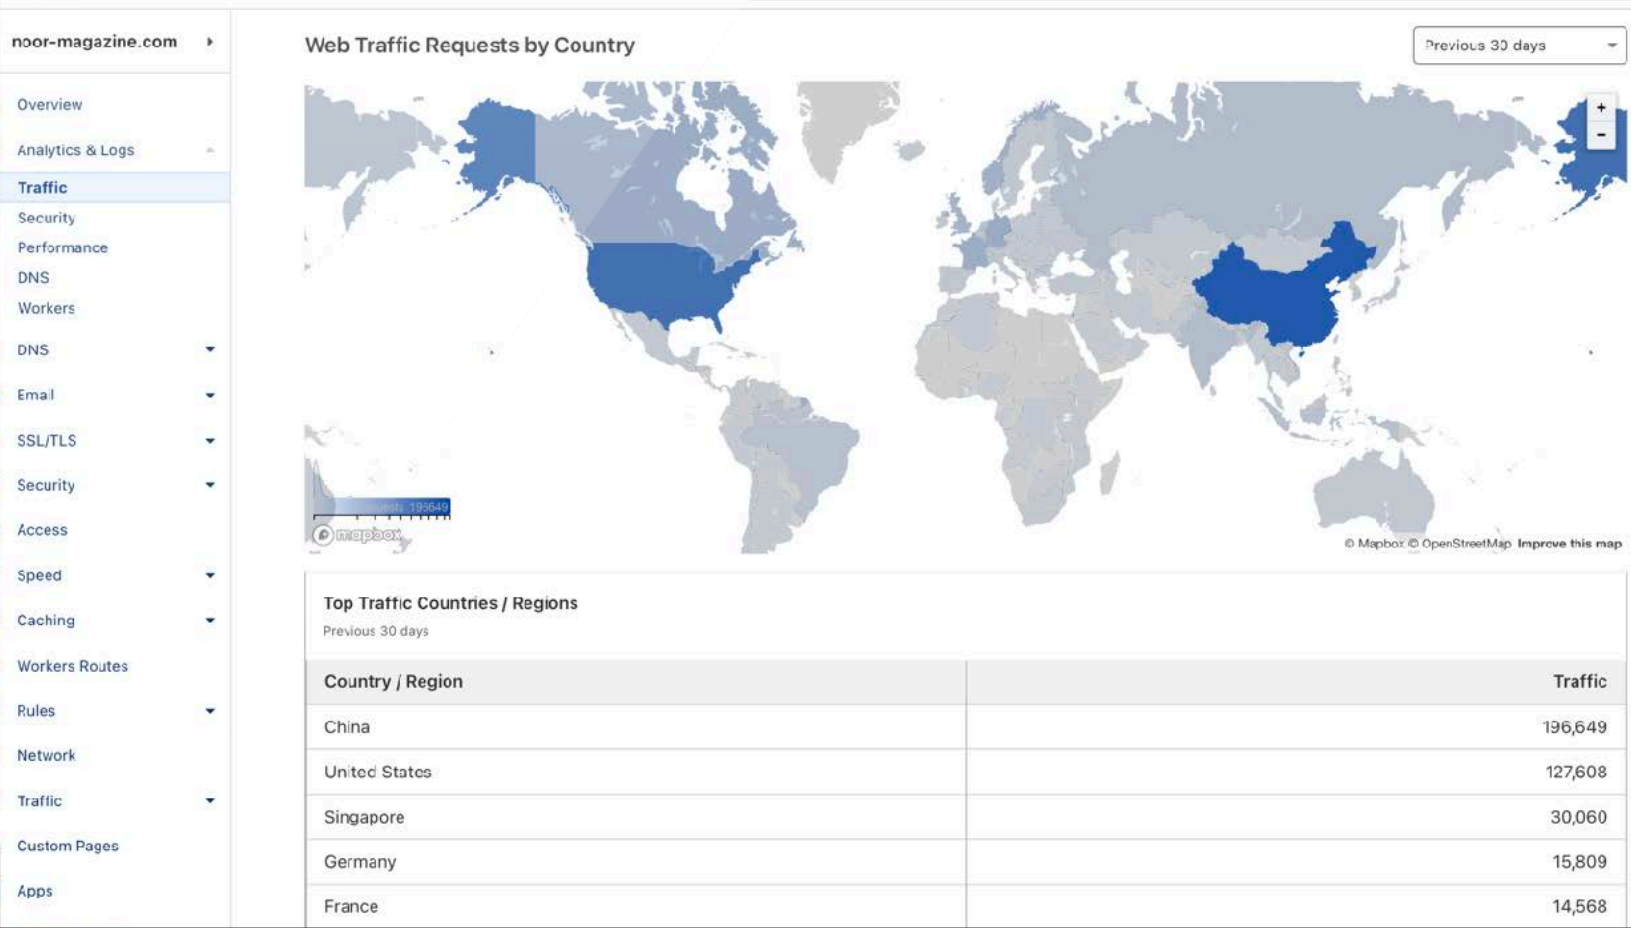 noor-magazine.com
Overview
Analytics & Logs
Traffic
Security
Performance
DNS
Workers
DNS
Email
SSL/TLS
Security
Access
Speed
Caching
Workers Routes
Rules
Network
Traffic
Custom Pages
Apps
Web Traffic Requests by Country
Previous 30 days
+
-
196649
mapbox
© Mapbox © OpenStreetMap Improve this map
Top Traffic Countries / Regions
Previous 30 days
Country / Region Traffic
China 196,649
United States 127,608
Singapore 30,060
Germany 15,809
France 14,568